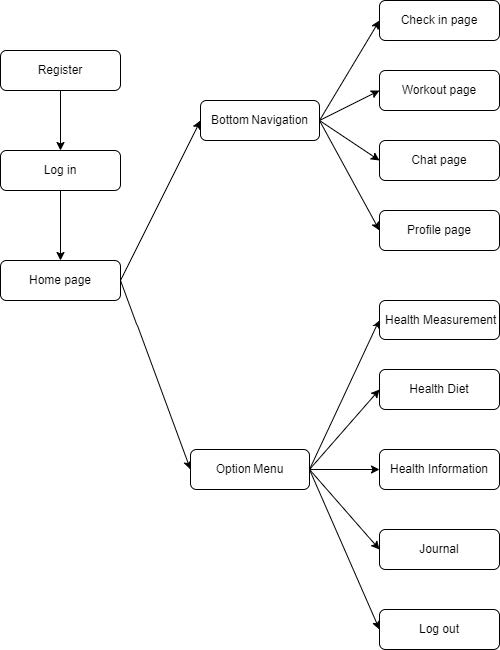 Register
Log in
Home page
Bottom Navigation
Option Menu
Check in page
Workout page
Chat page
Profile page
Health Measurement
Health Diet
Health Information
Journal
Log out